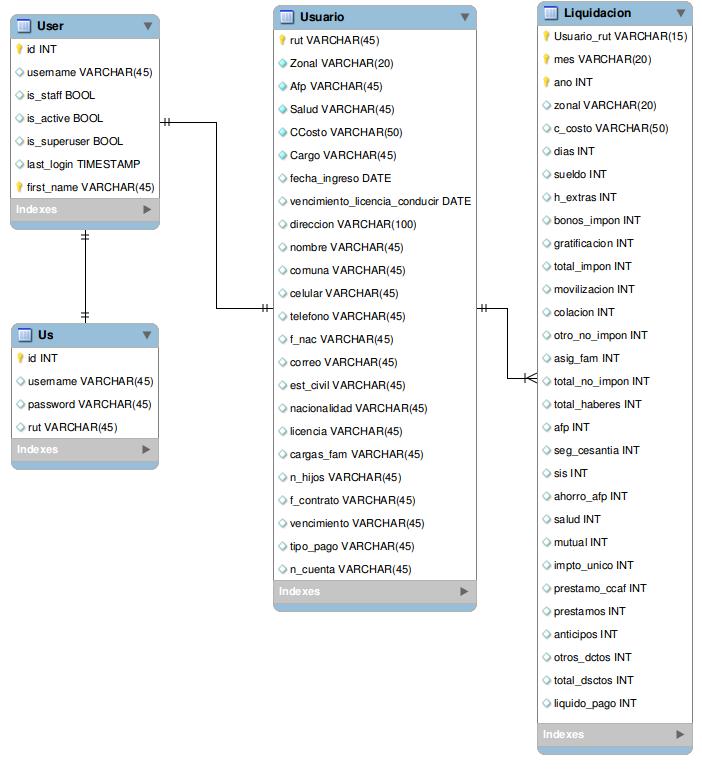 User
id INT
username VARCHAR(45)
is_staff BOOL
is_active BOOL
is_superuser BOOL
last_login TIMESTAMP
first_name VARCHAR(45)
Indexes
Us
id INT
username VARCHAR(45)
password VARCHAR(45)
rut VARCHAR(45)
Indexes
Usuario
rut VARCHAR(45)
Zonal VARCHAR(20)
Afp VARCHAR(45)
Salud VARCHAR(45)
CCosto VARCHAR(50)
Cargo VARCHAR(45)
fecha_ingreso DATE
vencimiento_licencia_conducir DATE
direccion VARCHAR(100)
nombre VARCHAR(45)
comuna VARCHAR(45)
celular VARCHAR(45)
telefono VARCHAR(45)
f_nac VARCHAR(45)
correo VARCHAR(45)
est_civil VARCHAR(45)
nacionalidad VARCHAR(45)
licencia VARCHAR(45)
cargas_fam VARCHAR(45)
n_hijos VARCHAR(45)
f_contrato VARCHAR(45)
vencimiento VARCHAR(45)
tipo_pago VARCHAR(45)
n_cuenta VARCHAR(45)
Indexes
Liquidacion
Usuario_rut VARCHAR(15)
mes VARCHAR(20)
ano INT
zonal VARCHAR(20)
c_costo VARCHAR(50)
dias INT
sueldo INT
h_extras INT
bonos_impon INT
gratificacion INT
total_impon INT
movilizacion INT
colacion INT
otro_no_impon INT
asig_fam INT
total_no_impon INT
total_haberes INT
afp INT
seg_cesantia INT
sis INT
ahorro_afp INT
salud INT
mutual INT
impto_unico INT
prestamo_ccaf INT
prestamos INT
anticipos INT
otros_dctos INT
total_dsctos INT
liquido_pago INT
Indexes